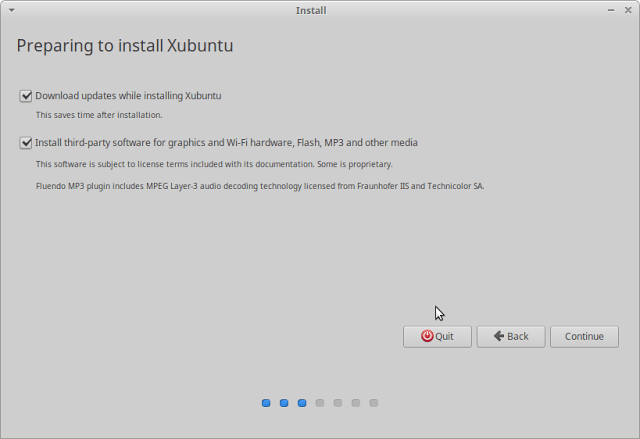 Install
Preparing to install Xubuntu
Download updates while installing Xubuntu
This saves time after installation.
Install third-party software for graphics and Wi-Fi hardware, Flash, MP3 and other media
This software is subject to license terms included with its documentation. Some is proprietary.
Fluendo MP3 plugin includes MPEG Layer-3 audio decoding technology licensed from Fraunhofer IIS and Technicolor SA.
Quit
Back
Continue